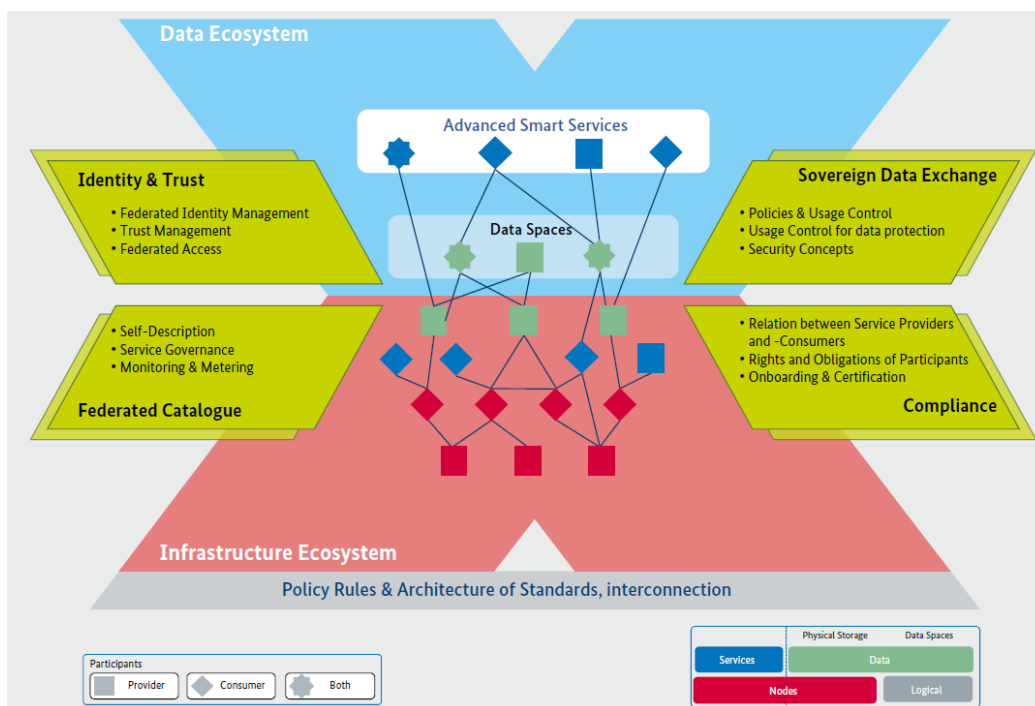 Data Ecosystem
Advanced Smart Services
Identity & Trust
• Federated Identity Management
• Trust Management
• Federated Access
Sovereign Data Exchange
• Policies & Usage Control
• Usage Control for data protection
• Security Concepts
Data Spaces
• Self-Description
• Service Governance
• Monitoring & Metering
Federated Catalogue
• Relation between Service Providers
and -Consumers
• Rights and Obligations of Participants
• Onboarding & Certification
Compliance
Infrastructure Ecosystem
Policy Rules & Architecture of Standards, interconnection
Participants
Provider
Consumer
Both
Physical Storage
Data Spaces
Services
Data
Nodes
Logical